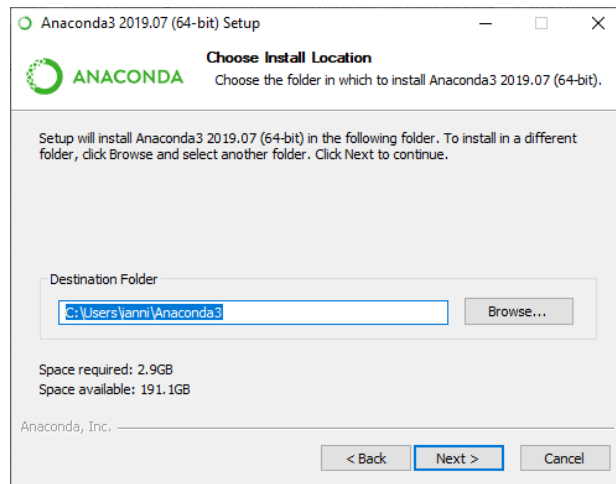 Anaconda3 2019.07 (64-bit) Setup
ANACONDA
Choose Install Location
Choose the folder in which to install Anaconda3 2019.07 (64-bit).
Setup will install Anaconda3 2019.07 (64-bit) in the following folder. To install in a different
folder, click Browse and select another folder. Click Next to continue.
Destination Folder
C:\Users\ianni\Anaconda3
Browse...
Space required: 2.9GB
Space available: 191.1GB
Anaconda, Inc.
< Back
Next >
Cancel